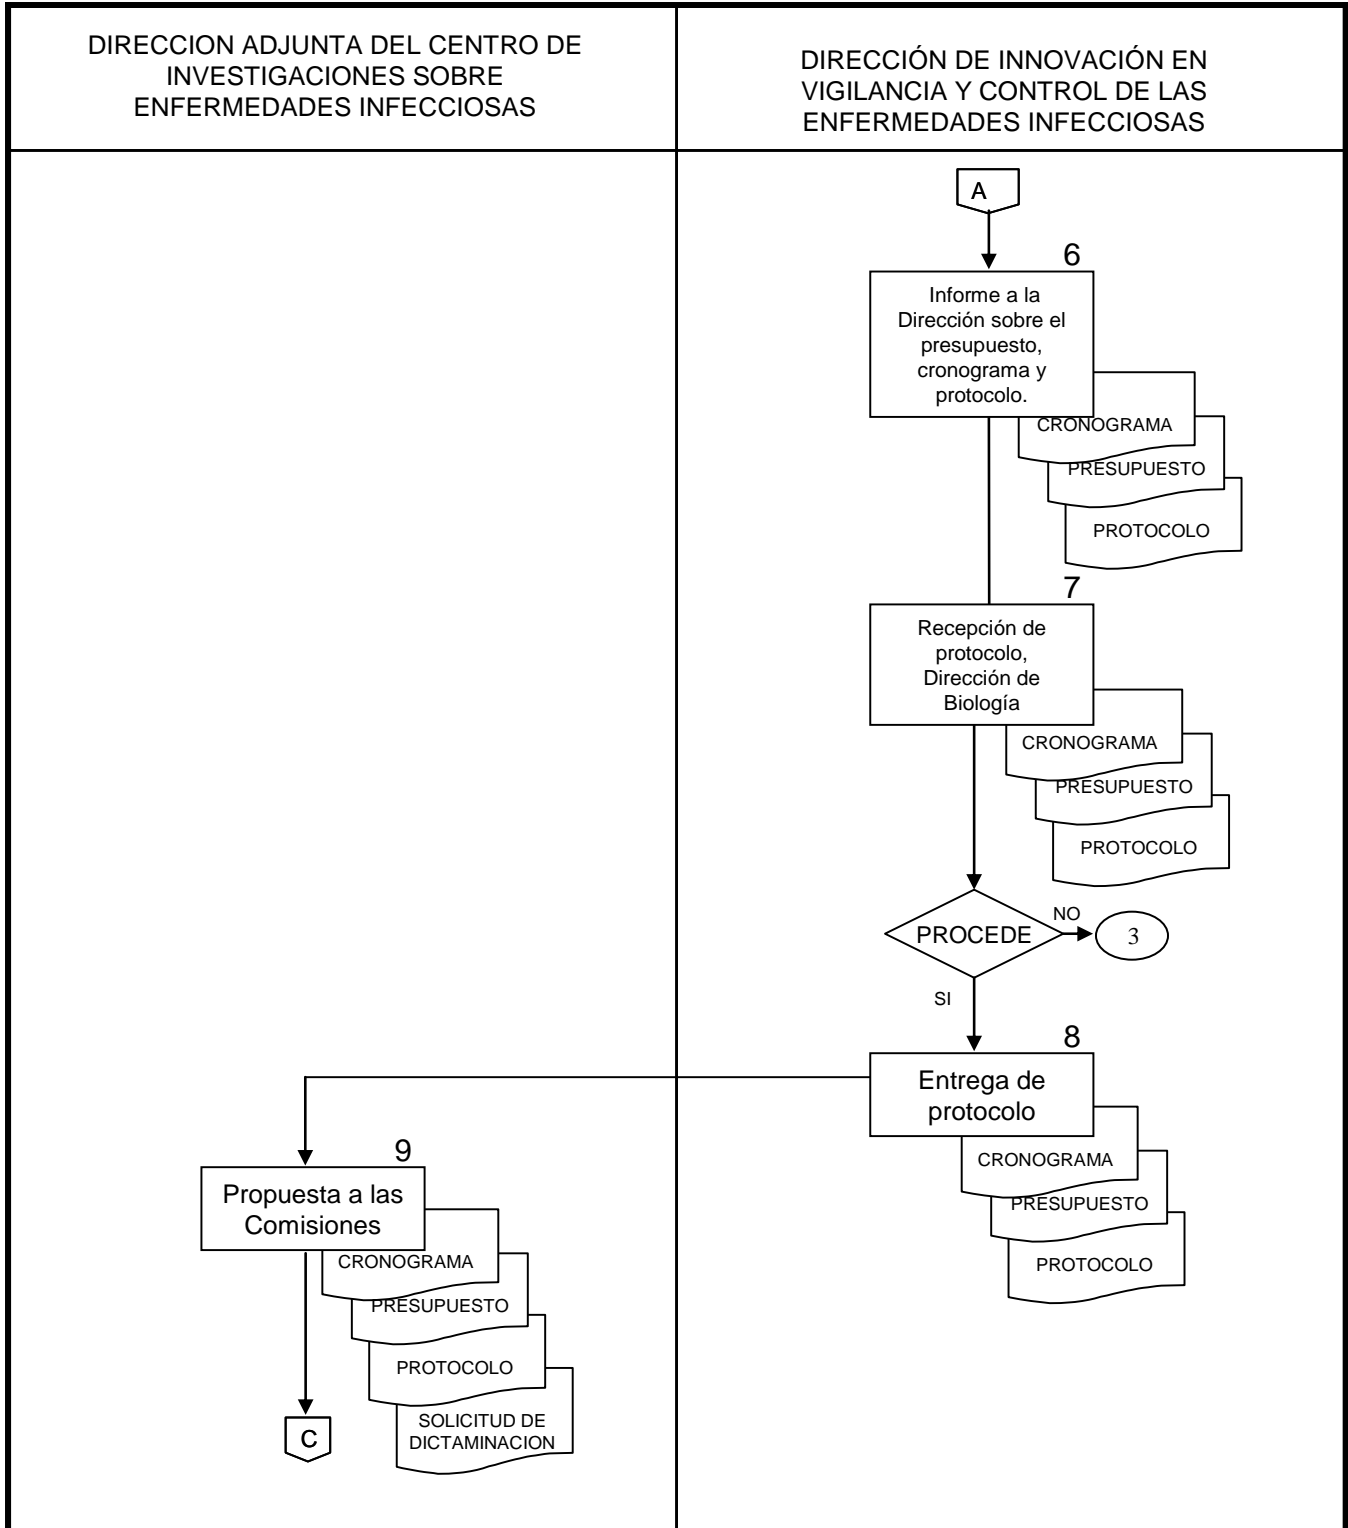 DIRECCION ADJUNTA DEL CENTRO DE
INVESTIGACIONES SOBRE
ENFERMEDADES INFECCIOSAS
DIRECCIÓN DE INNOVACIÓN EN
VIGILANCIA Y CONTROL DE LAS
ENFERMEDADES INFECCIOSAS
A
6
Informe a la
Dirección sobre el
presupuesto,
cronograma y
protocolo.
CRONOGRAMA
PRESUPUESTO
PROTOCOLO
7
Recepción de
protocolo,
Dirección de
Biología
CRONOGRAMA
PRESUPUESTO
PROTOCOLO
PROCEDE
NO
3
SI
8
Entrega de
protocolo
CRONOGRAMA
PRESUPUESTO
PROTOCOLO
9
Propuesta a las
Comisiones
CRONOGRAMA
PRESUPUESTO
PROTOCOLO
SOLICITUD DE
DICTAMINACION
C